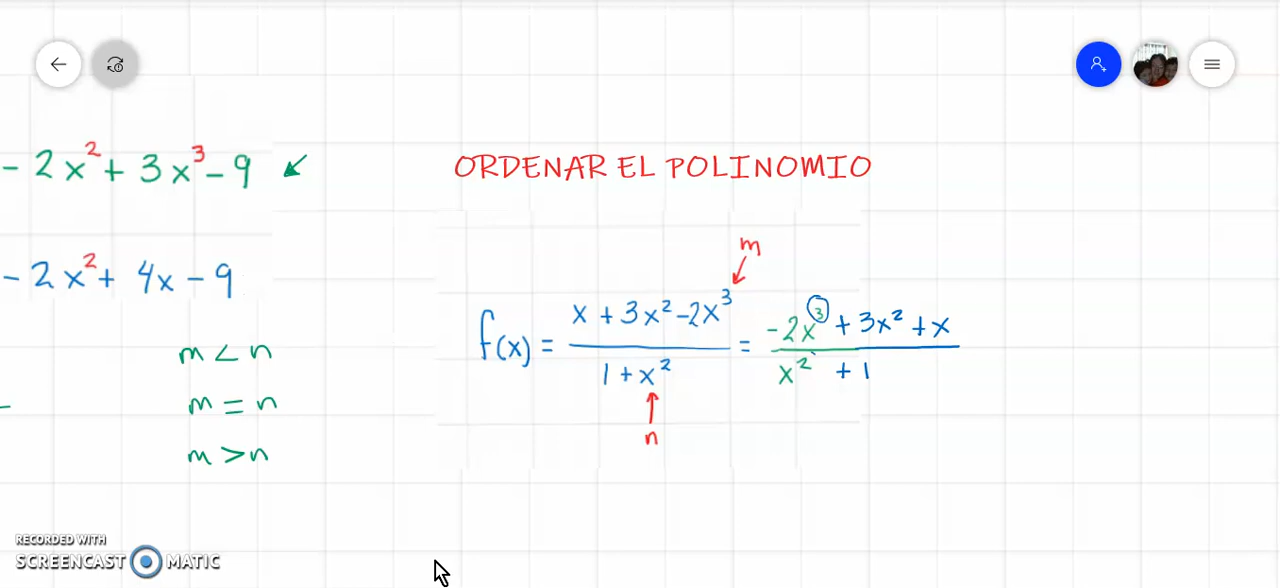 - 2x² + 3x³ - 9
- 2x² + 4x - 9
m < n
m = n
m > n
ORDENAR EL POLINOMIO
m
f(x) = (x + 3x² - 2x³)/(1 + x²) = (-2x³ + 3x² + x)/(x² + 1)
n
RECORDED WITH
SCREENCAST MATIC